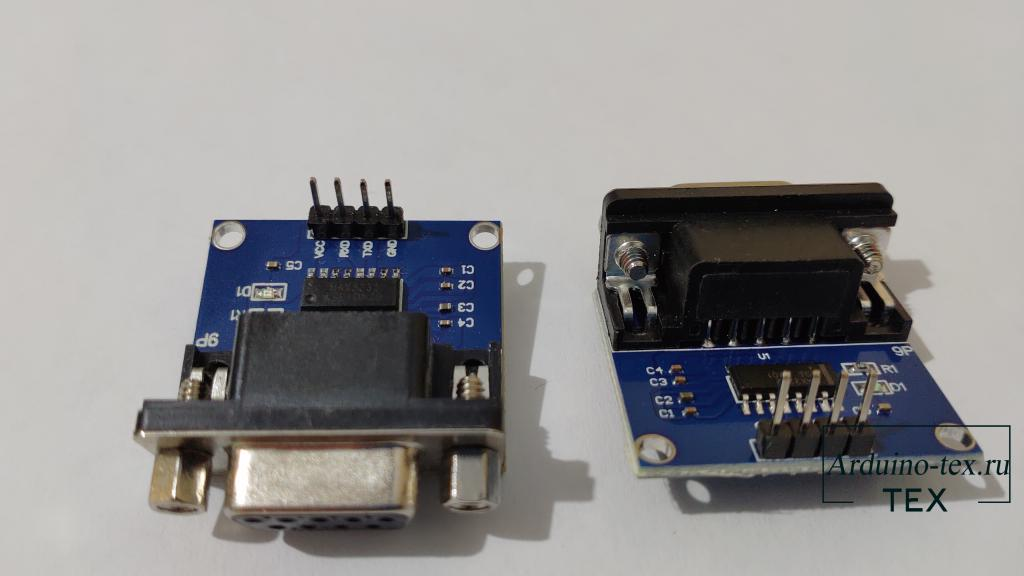 VCC
RXD
TXD
GND
C5
C1
C2
C3
C4
D1
R1
9P
U1
9P
C4
C3
C2
C1
R1
D1
Arduino-tex.ru
TEX